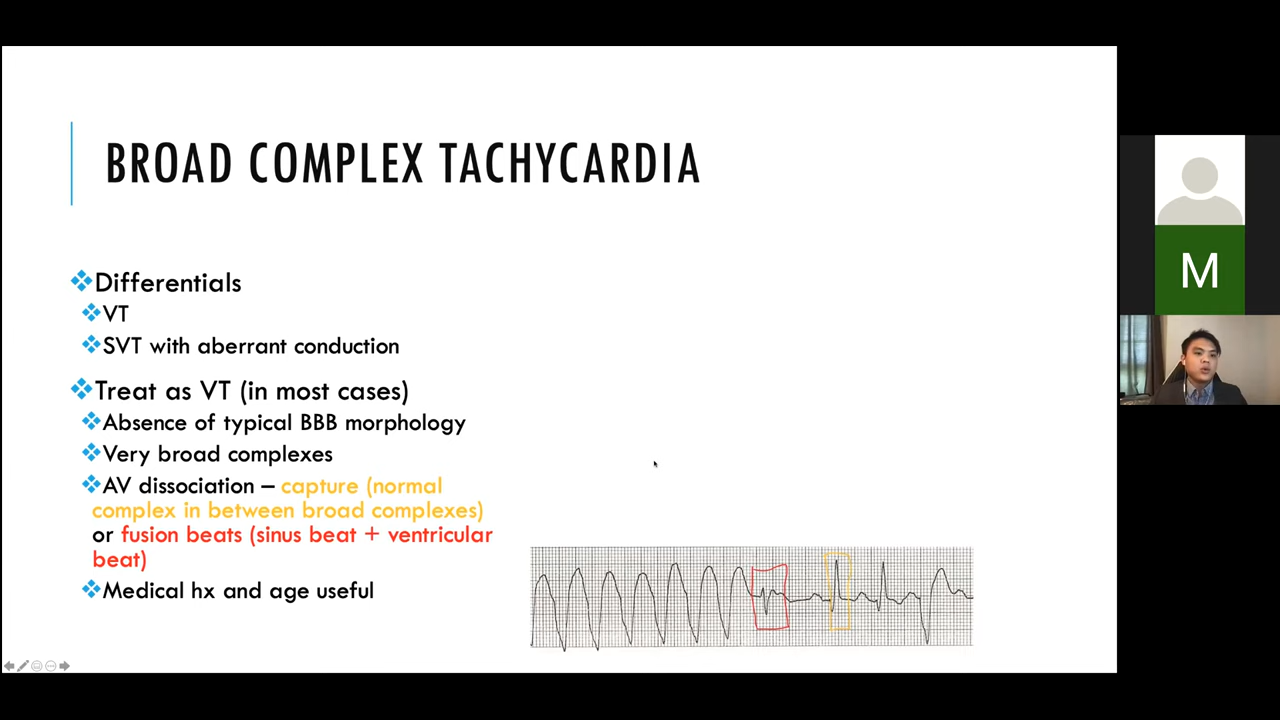 BROAD COMPLEX TACHYCARDIA
Differentials
VT
SVT with aberrant conduction
Treat as VT (in most cases)
Absence of typical BBB morphology
Very broad complexes
AV dissociation – capture (normal
complex in between broad complexes)
or fusion beats (sinus beat + ventricular
beat)
Medical hx and age useful
M